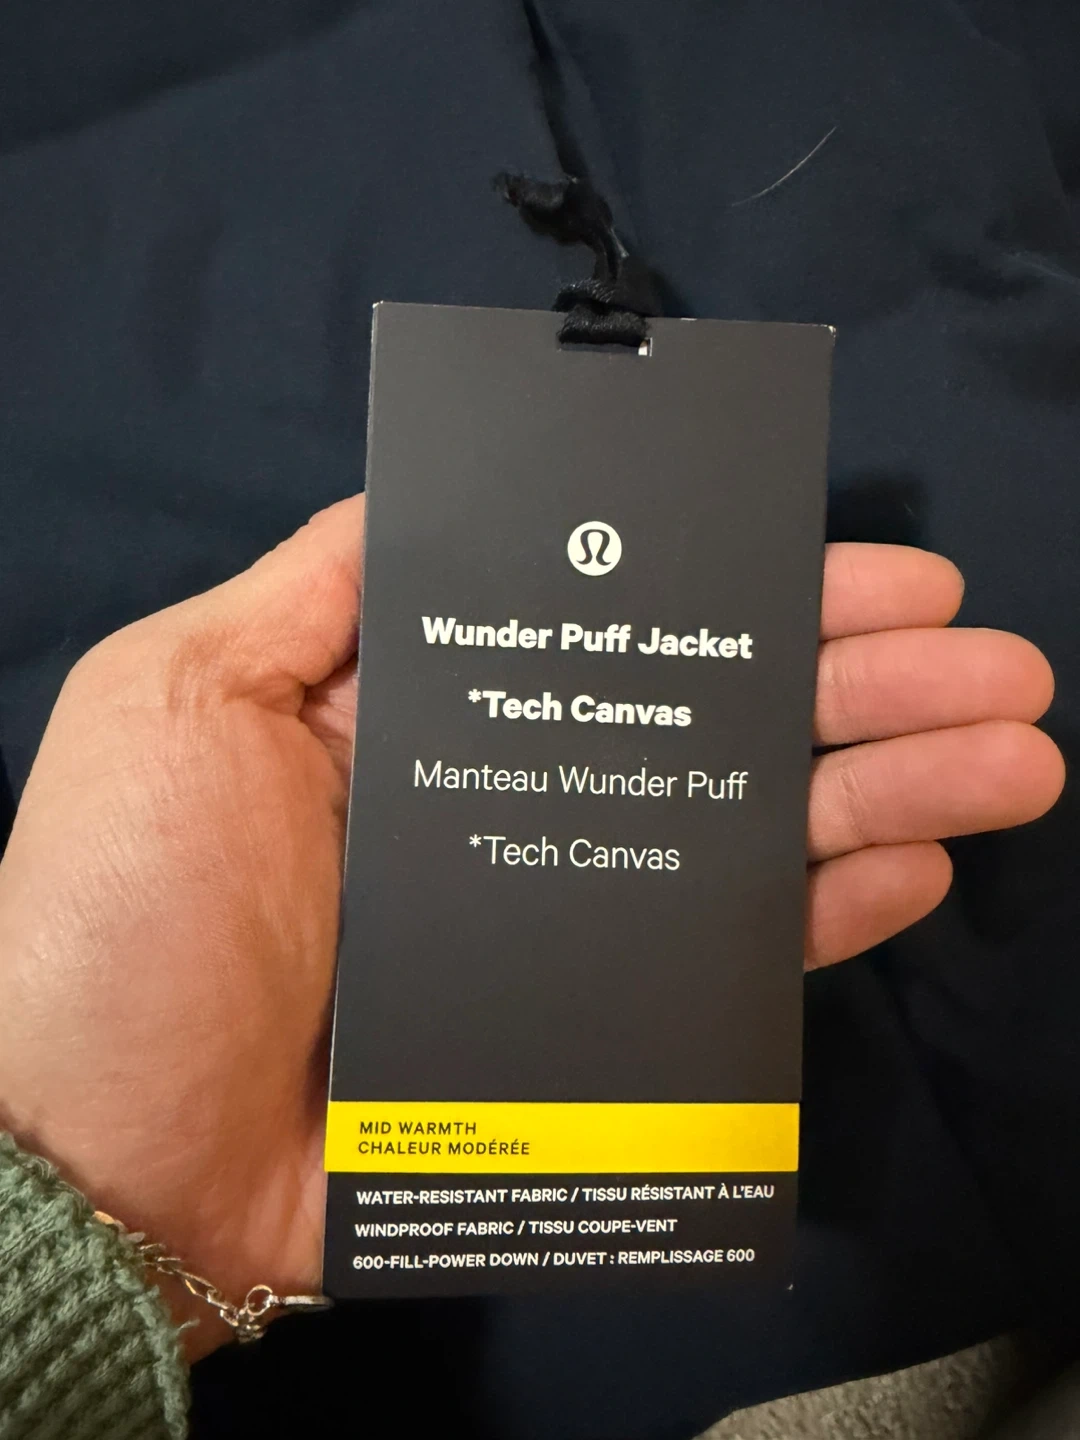 Wunder Puff Jacket
*Tech Canvas
Manteau Wunder Puff
*Tech Canvas
MID WARMTH
CHALEUR MODÉRÉE
WATER-RESISTANT FABRIC / TISSU RÉSISTANT À L'EAU
WINDPROOF FABRIC / TISSU COUPE-VENT
600-FILL-POWER DOWN / DUVET : REMPLISSAGE 600